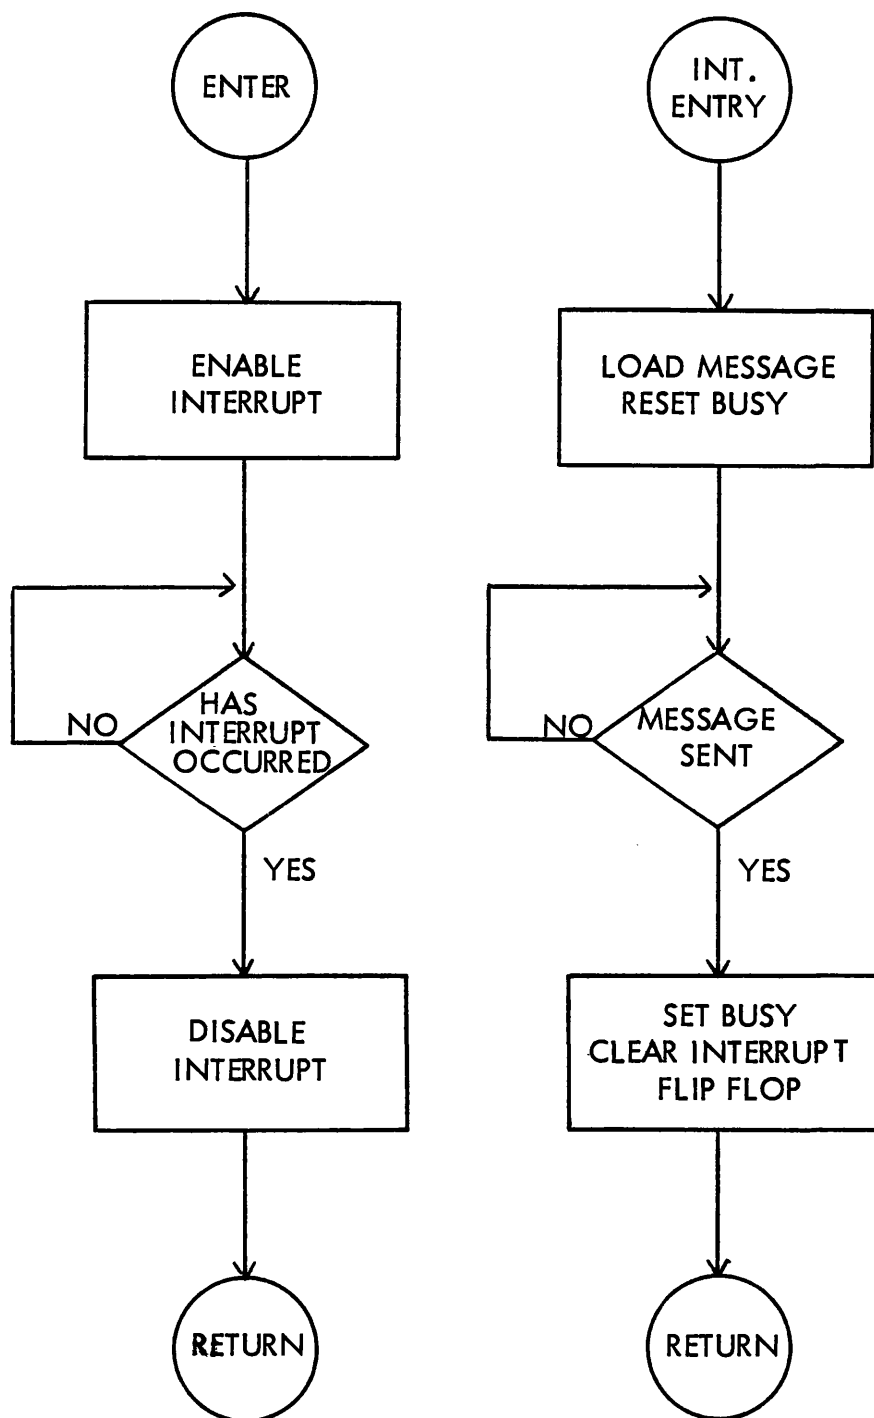 ENTER
ENABLE
INTERRUPT
NO
HAS
INTERRUPT
OCCURRED
YES
DISABLE
INTERRUPT
RETURN
INT.
ENTRY
LOAD MESSAGE
RESET BUSY
NO
MESSAGE
SENT
YES
SET BUSY
CLEAR INTERRUPT
FLIP FLOP
RETURN